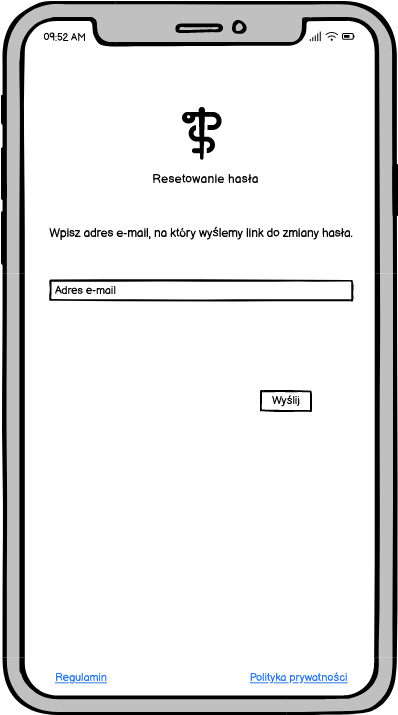 09:52 AM
Resetowanie hasła
Wpisz adres e-mail, na który wyślemy link do zmiany hasła.
Adres e-mail
Wyślij
Regulamin
Polityka prywatności